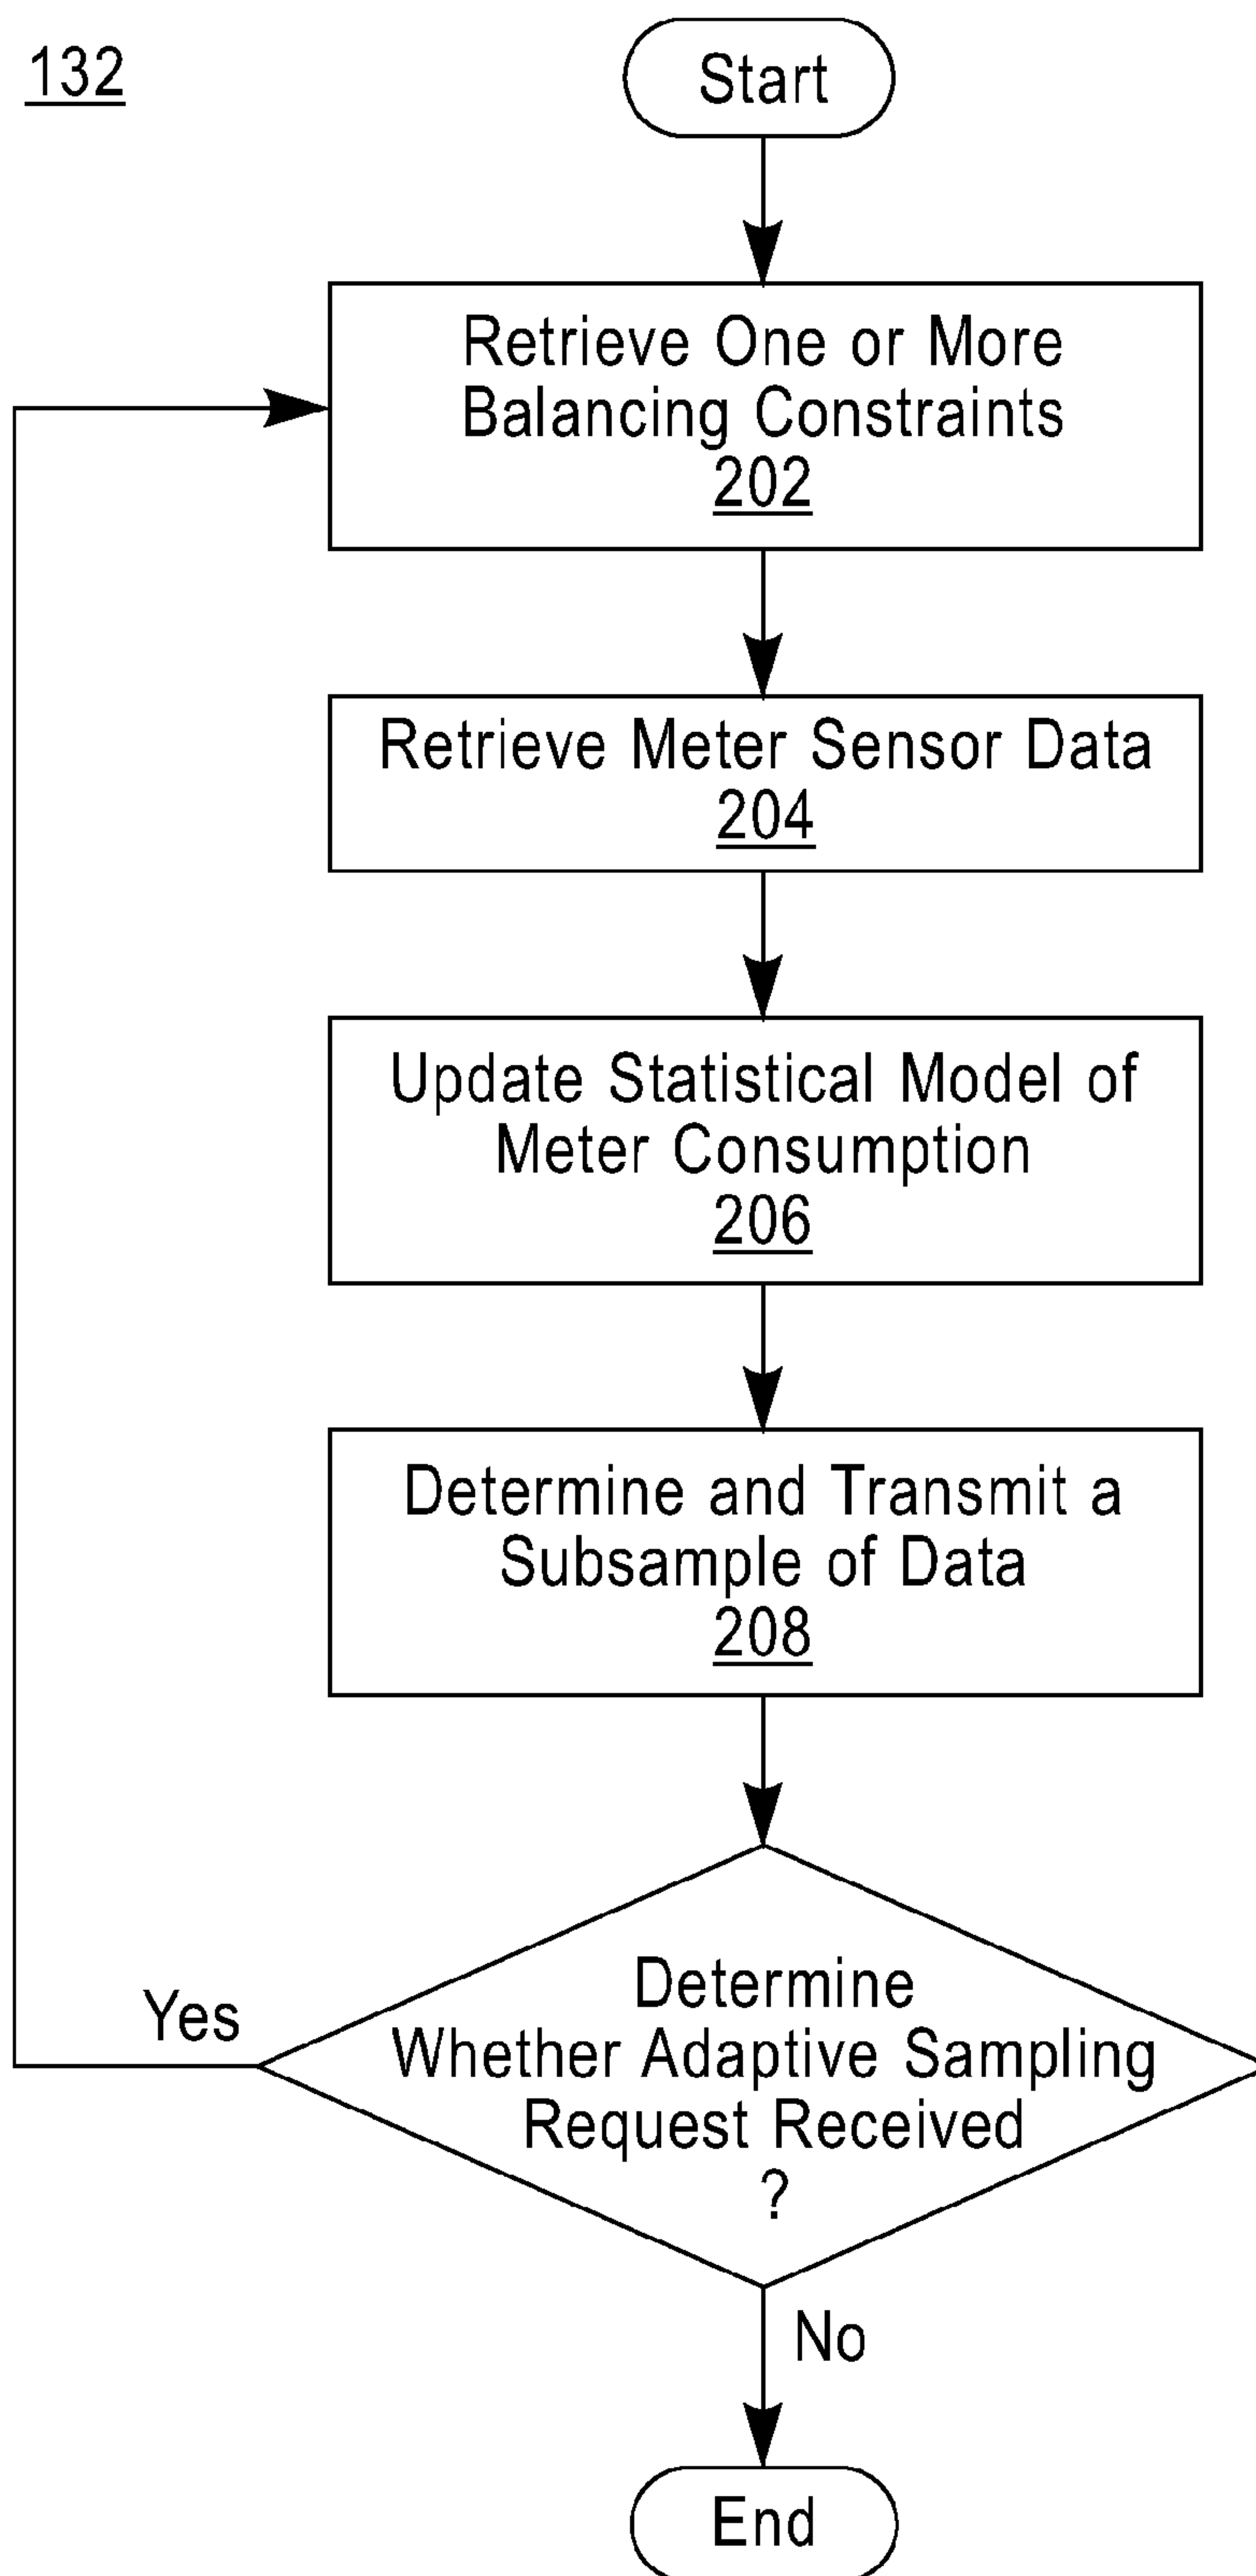 132
Start
Retrieve One or More
Balancing Constraints
202
Retrieve Meter Sensor Data
204
Update Statistical Model of
Meter Consumption
206
Determine and Transmit a
Subsample of Data
208
Determine
Whether Adaptive Sampling
Request Received
?
Yes
No
End